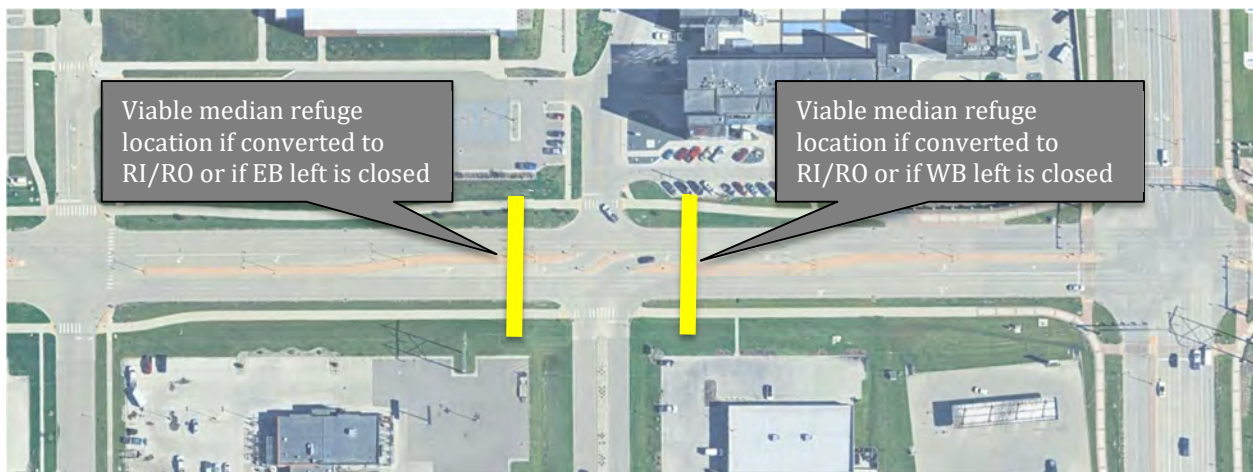 Viable median refuge
location if converted to
RI/RO or if EB left is closed
Viable median refuge
location if converted to
RI/RO or if WB left is closed